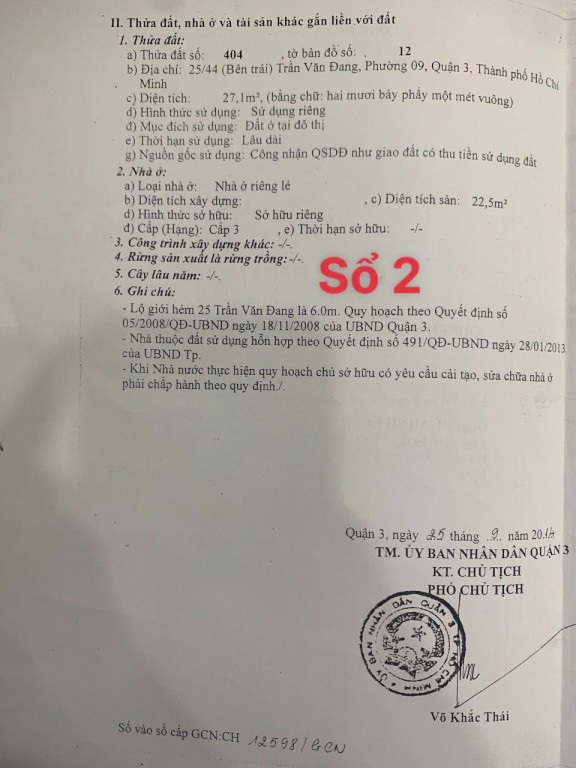 II. Thửa đất, nhà ở và tài sản khác gắn liền với đất
1. Thửa đất:
a) Thửa đất số: 404 , tờ bản đồ số: 12
b) Địa chỉ: 25/44 (Bên trái) Trần Văn Đang, Phường 09, Quận 3, Thành phố Hồ Chí
Minh
c) Diện tích: 27,1m², (bằng chữ: hai mươi bảy phẩy một mét vuông)
d) Hình thức sử dụng: Sử dụng riêng
đ) Mục đích sử dụng: Đất ở tại đô thị
e) Thời hạn sử dụng: Lâu dài
g) Nguồn gốc sử dụng: Công nhận QSDĐ như giao đất có thu tiền sử dụng đất
2. Nhà ở:
a) Loại nhà ở: Nhà ở riêng lẻ
b) Diện tích xây dựng: , c) Diện tích sàn: 22,5m²
d) Hình thức sở hữu: Sở hữu riêng
đ) Cấp (Hạng): Cấp 3 , e) Thời hạn sở hữu: -/-
3. Công trình xây dựng khác: -/-
4. Rừng sản xuất là rừng trồng: -/-
5. Cây lâu năm: -/-
Sổ 2
6. Ghi chú:
- Lộ giới hẻm 25 Trần Văn Đang là 6.0m. Quy hoạch theo Quyết định số
05/2008/QĐ-UBND ngày 18/11/2008 của UBND Quận 3.
- Nhà thuộc đất sử dụng hỗn hợp theo Quyết định số 491/QĐ-UBND ngày 28/01/2013
của UBND Tp.
- Khi Nhà nước thực hiện quy hoạch chủ sở hữu có yêu cầu cải tạo, sửa chữa nhà ở
phải chấp hành theo quy định./.
Quận 3, ngày 25 tháng 2. năm 2014
TM. ỦY BAN NHÂN DÂN QUẬN 3
KT. CHỦ TỊCH
PHÓ CHỦ TỊCH
ỦY BAN NHÂN DÂN QUẬN 3 TP. HỒ CHÍ MINH
Võ Khắc Thái
Số vào sổ cấp GCN:CH 12598/GCN